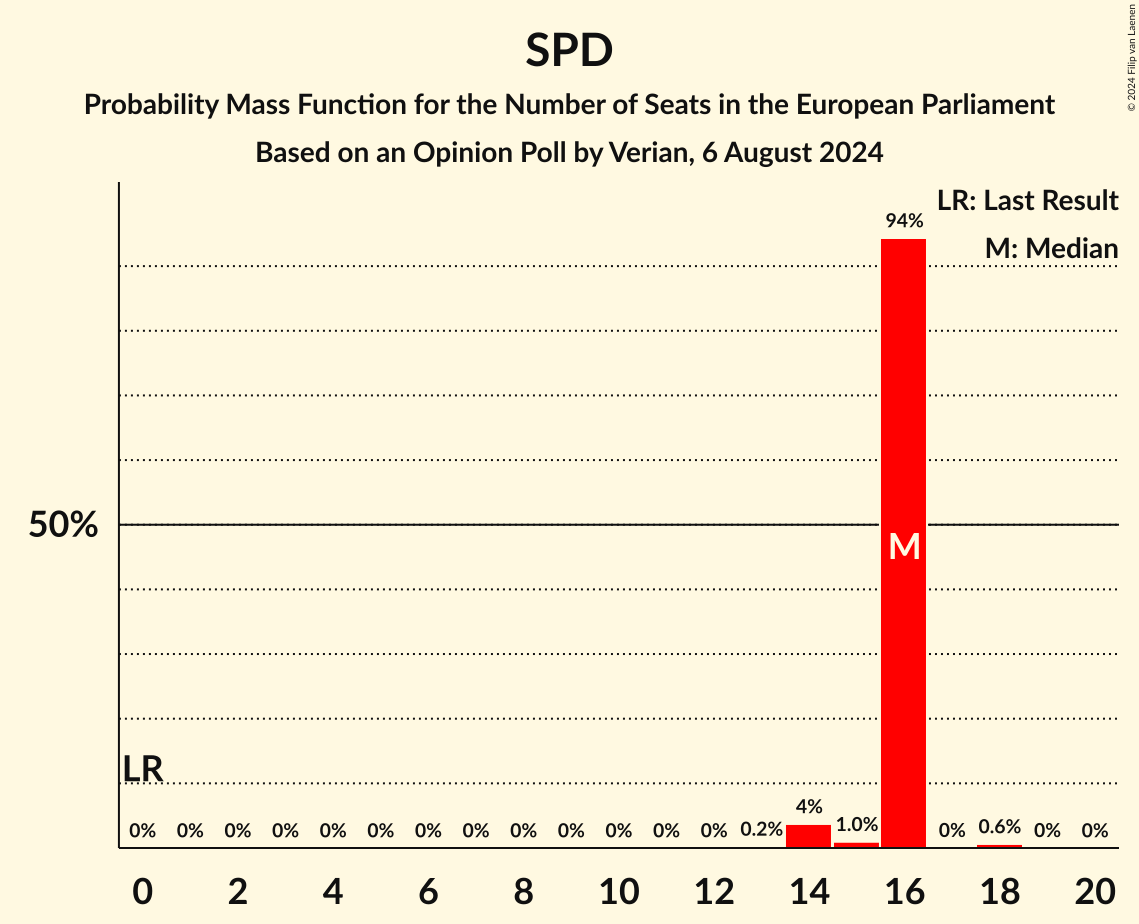 SPD
Probability Mass Function for the Number of Seats in the European Parliament
Based on an Opinion Poll by Verian, 6 August 2024
© 2024 Filip van Laenen
LR: Last Result
M: Median
94%
50%
M
LR
0% 0% 0% 0% 0% 0% 0% 0% 0% 0% 0% 0% 0% 0.2% 4% 1.0% 0% 0.6% 0% 0%
0 2 4 6 8 10 12 14 16 18 20